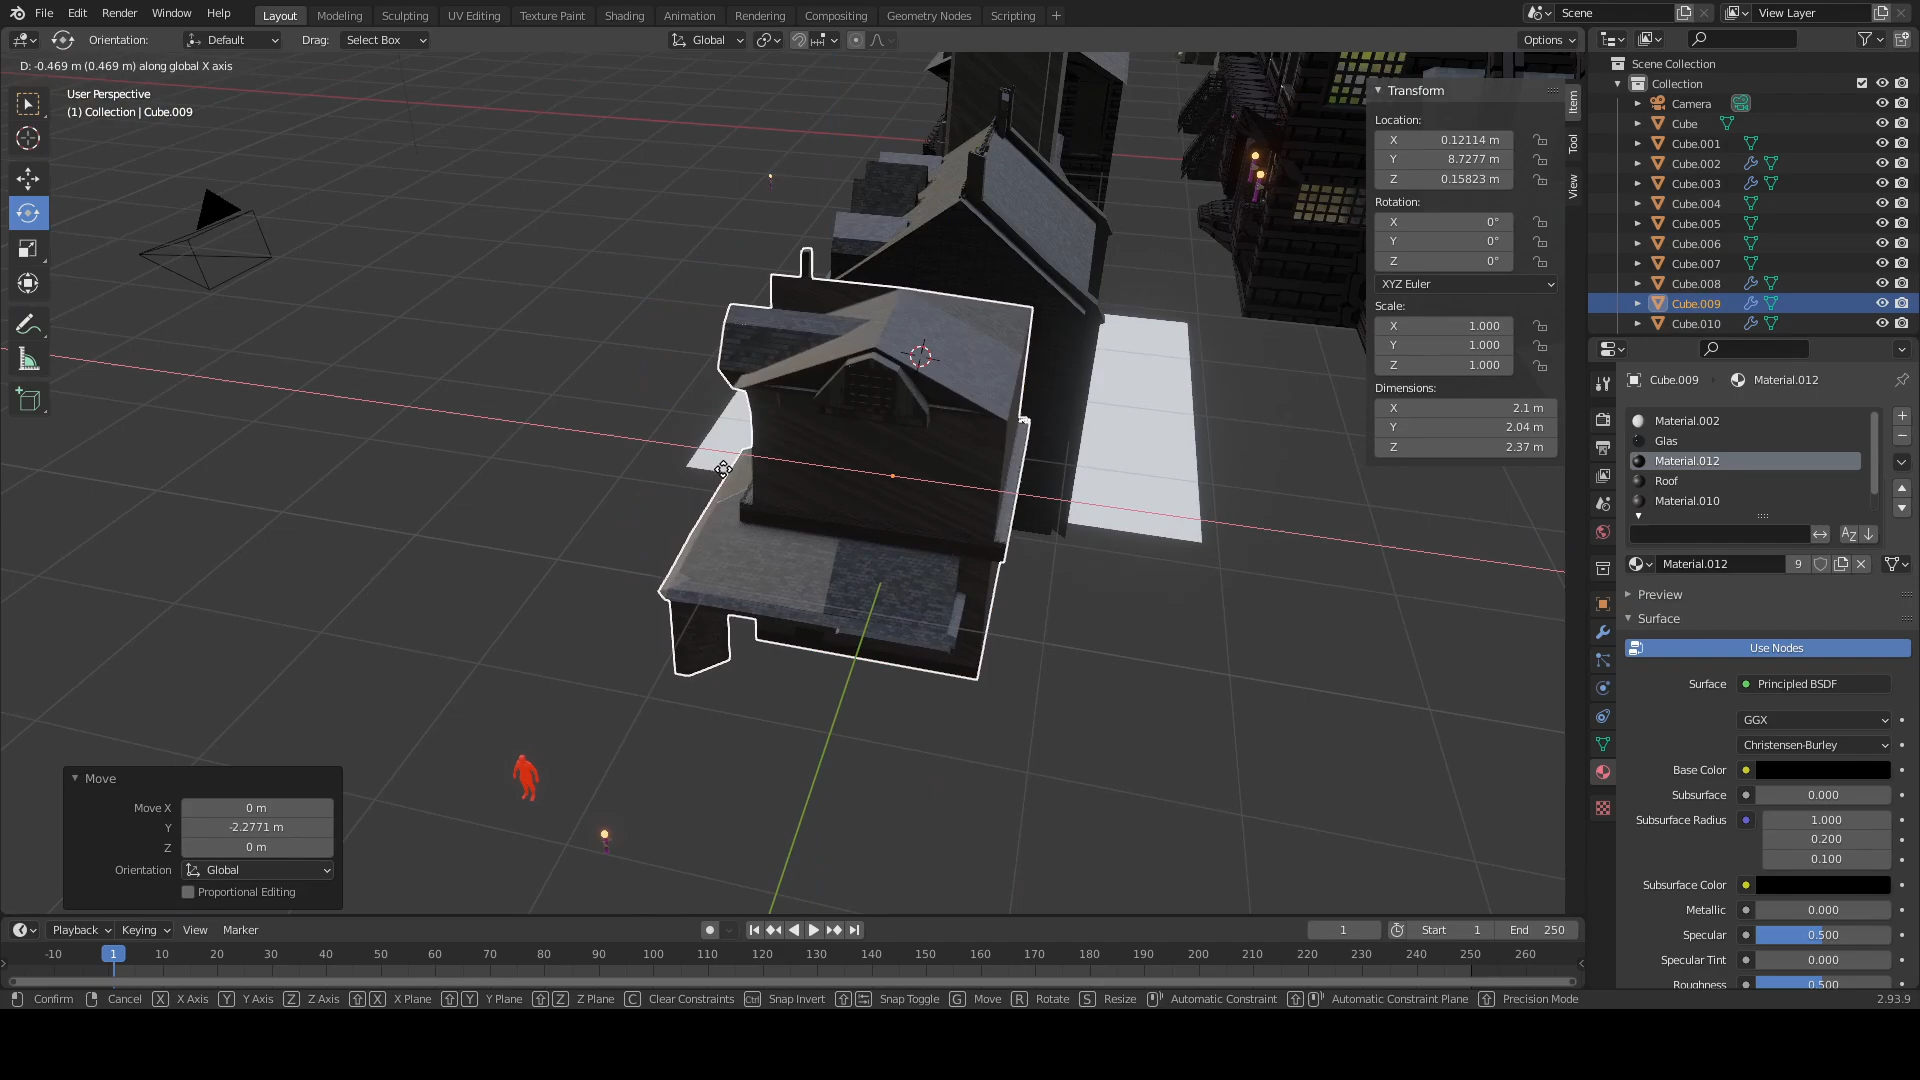 File Edit Render Window Help Layout Modeling Sculpting UV Editing Texture Paint Shading Animation Rendering Compositing Geometry Nodes Scripting + Scene View Layer
Orientation: Default Drag: Select Box Global Options
D: -0.469 m (0.469 m) along global X axis
User Perspective
(1) Collection | Cube.009
Transform
Location:
X 0.12114 m
Y 8.7277 m
Z 0.15823 m
Rotation:
X 0°
Y 0°
Z 0°
XYZ Euler
Scale:
X 1.000
Y 1.000
Z 1.000
Dimensions:
X 2.1 m
Y 2.04 m
Z 2.37 m
Item
Tool
View
Scene Collection
Collection
Camera
Cube
Cube.001
Cube.002
Cube.003
Cube.004
Cube.005
Cube.006
Cube.007
Cube.008
Cube.009
Cube.010
Cube.009 Material.012
Material.002
Glas
Material.012
Roof
Material.010
Material.012 9
Preview
Surface
Use Nodes
Surface Principled BSDF
GGX
Christensen-Burley
Base Color
Subsurface 0.000
Subsurface Radius 1.000
0.200
0.100
Subsurface Color
Metallic 0.000
Specular 0.500
Specular Tint 0.000
Roughness 0.500
Move
Move X 0 m
Y -2.2771 m
Z 0 m
Orientation Global
Proportional Editing
Playback Keying View Marker 1 Start 1 End 250
-10 1 10 20 30 40 50 60 70 80 90 100 110 120 130 140 150 160 170 180 190 200 210 220 230 240 250 260
Confirm Cancel X X Axis Y Y Axis Z Z Axis X X Plane Y Y Plane Z Z Plane C Clear Constraints Ctrl Snap Invert Snap Toggle G Move R Rotate S Resize Automatic Constraint Automatic Constraint Plane Precision Mode 2.93.9